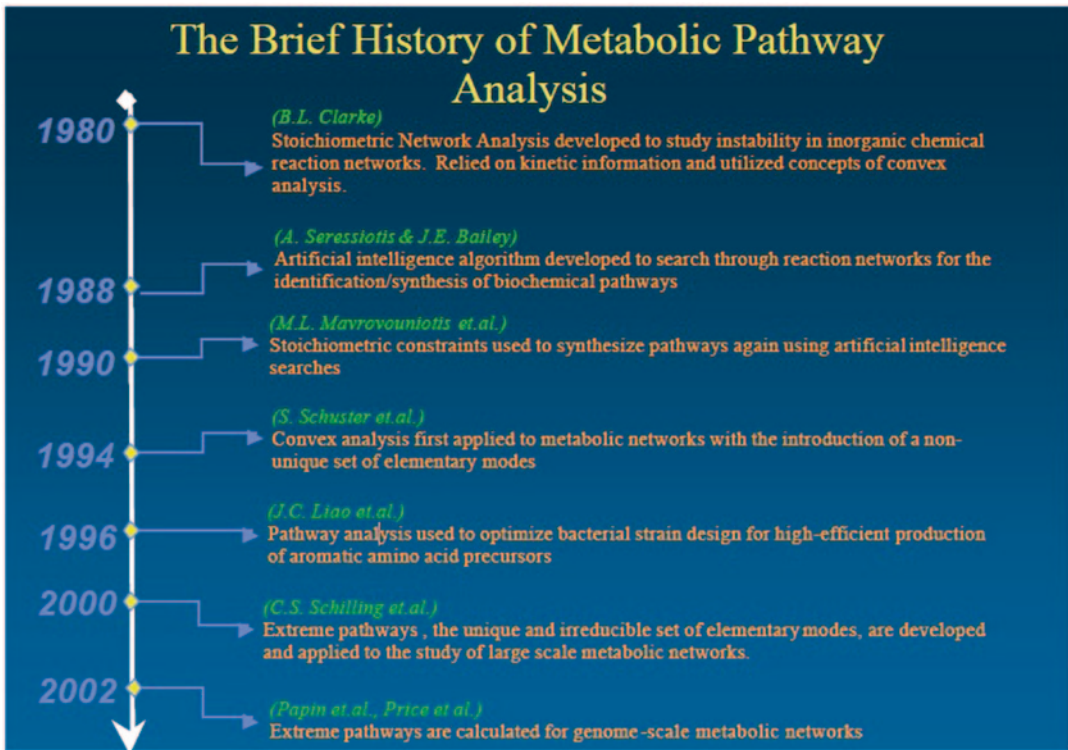 The Brief History of Metabolic Pathway
Analysis
1980
(B.L. Clarke)
Stoichiometric Network Analysis developed to study instability in inorganic chemical
reaction networks. Relied on kinetic information and utilized concepts of convex
analysis.
1988
(A. Seressiotis & J.E. Bailey)
Artificial intelligence algorithm developed to search through reaction networks for the
identification/synthesis of biochemical pathways
1990
(M.L. Mavrovouniotis et.al.)
Stoichiometric constraints used to synthesize pathways again using artificial intelligence
searches
1994
(S. Schuster et.al.)
Convex analysis first applied to metabolic networks with the introduction of a non-
unique set of elementary modes
1996
(J.C. Liao et.al.)
Pathway analysis used to optimize bacterial strain design for high-efficient production
of aromatic amino acid precursors
2000
(C.S. Schilling et.al.)
Extreme pathways , the unique and irreducible set of elementary modes, are developed
and applied to the study of large scale metabolic networks.
2002
(Papin et.al., Price et.al.)
Extreme pathways are calculated for genome-scale metabolic networks